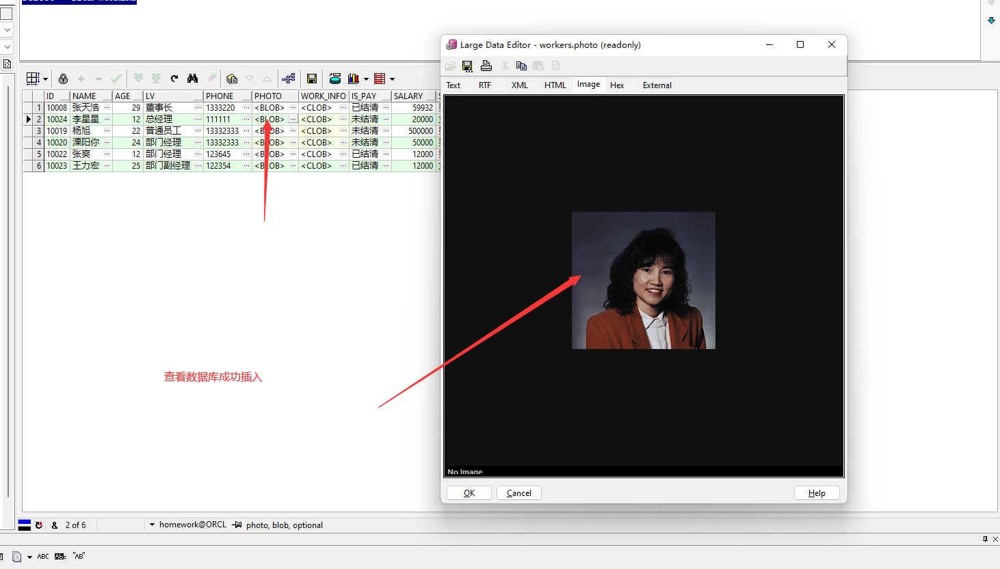 Large Data Editor - workers.photo (readonly)
Text RTF XML HTML Image Hex External
ID NAME AGE LV PHONE PHOTO WORK_INFO IS_PAY SALARY
1 10008 张天浩 ··· 29 董事长 ··· 1333220 ··· <BLOB> ··· <CLOB> ··· 已结清 ··· 59932
2 10024 李星星 ··· 12 总经理 ··· 111111 ··· <BLOB> ··· <CLOB> ··· 未结清 ··· 20000
3 10019 杨旭 ··· 22 普通员工 ··· 13332333 ··· <BLOB> ··· <CLOB> ··· 未结清 ··· 500000
4 10020 溧阳你 ··· 24 部门经理 ··· 13332333 ··· <BLOB> ··· <CLOB> ··· 未结清 ··· 50000
5 10022 张爽 ··· 12 部门经理 ··· 123645 ··· <BLOB> ··· <CLOB> ··· 已结清 ··· 12000
6 10023 王力宏 ··· 25 部门副经理 ··· 122354 ··· <BLOB> ··· <CLOB> ··· 已结清 ··· 12000
查看数据库成功插入
No Image
OK Cancel Help
& 2 of 6 homework@ORCL photo, blob, optional
ABC "AB"